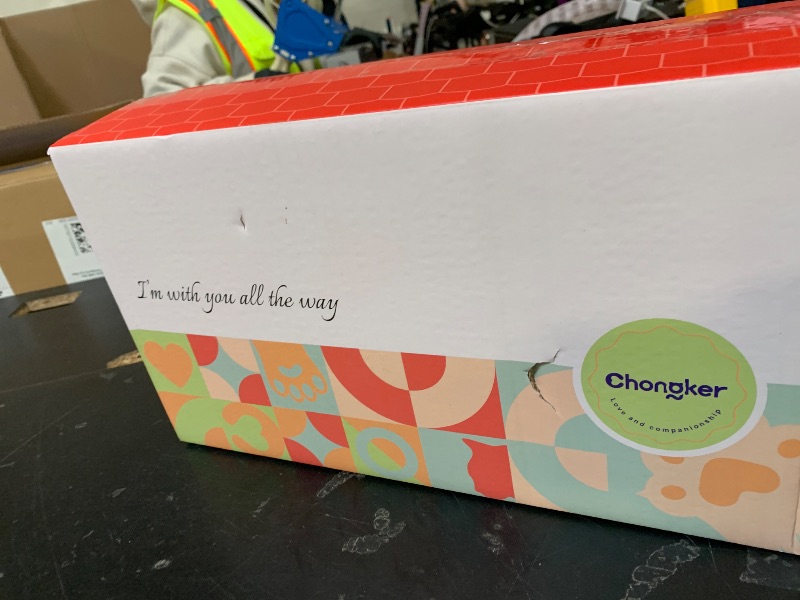 I'm with you all the way
Chongker
Love and companionship